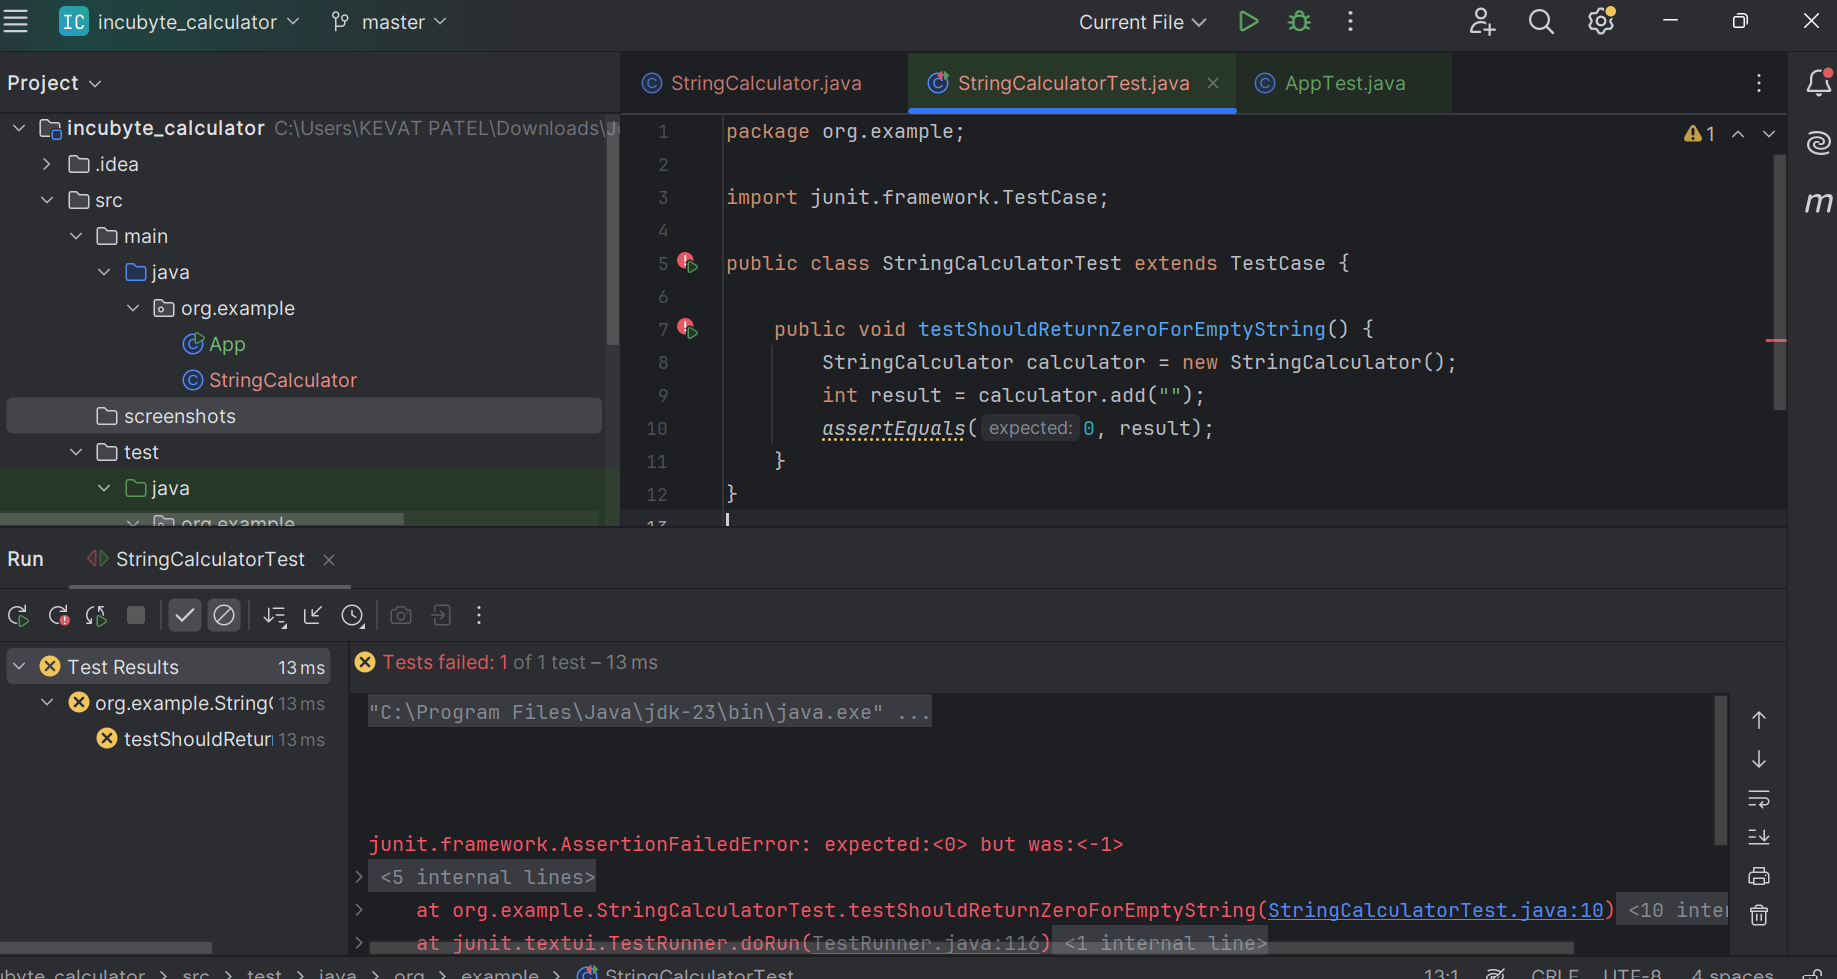 IC incubyte_calculator master Current File
Project
StringCalculator.java StringCalculatorTest.java AppTest.java
incubyte_calculator C:\Users\KEVAT PATEL\Downloads\J
.idea
src
main
java
org.example
App
StringCalculator
screenshots
test
java
org.example
1 package org.example;
2
3 import junit.framework.TestCase;
4
5 public class StringCalculatorTest extends TestCase {
6
7 public void testShouldReturnZeroForEmptyString() {
8 StringCalculator calculator = new StringCalculator();
9 int result = calculator.add("");
10 assertEquals( expected: 0, result);
11 }
12 }
13
1
m
Run StringCalculatorTest
Test Results 13 ms
org.example.String 13 ms
testShouldRetur 13 ms
Tests failed: 1 of 1 test – 13 ms
"C:\Program Files\Java\jdk-23\bin\java.exe" ...
junit.framework.AssertionFailedError: expected:<0> but was:<-1>
<5 internal lines>
at org.example.StringCalculatorTest.testShouldReturnZeroForEmptyString(StringCalculatorTest.java:10) <10 inter
at junit.textui.TestRunner.doRun(TestRunner.java:116) <1 internal line>
ubyte_calculator > src > test > java > org > example > StringCalculatorTest 13:1 CRLF UTF-8 4 spaces